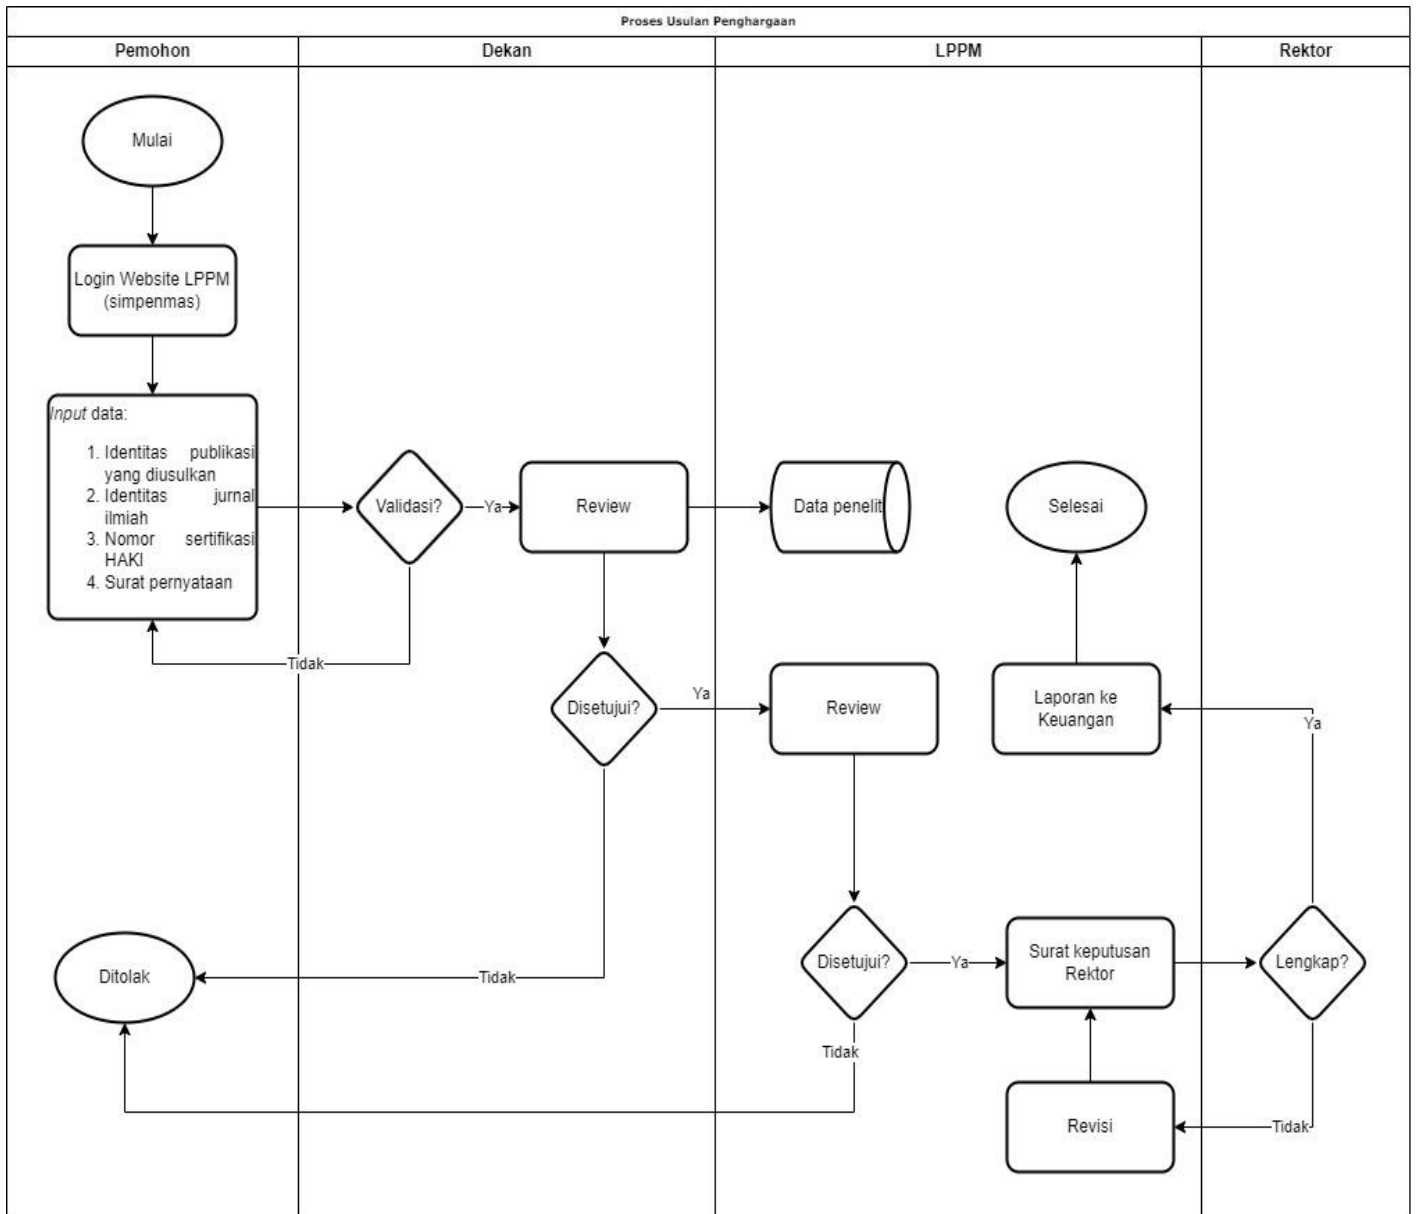 Proses Usulan Penghargaan
Pemohon
Dekan
LPPM
Rektor
Mulai
Login Website LPPM
(simpenmas)
Input data:
1. Identitas publikasi
yang diusulkan
2. Identitas jurnal
ilmiah
3. Nomor sertifikasi
HAKI
4. Surat pernyataan
Validasi?
Ya
Review
Data penelit
Selesai
Tidak
Disetujui?
Ya
Review
Laporan ke
Keuangan
Ya
Ditolak
Tidak
Disetujui?
Ya
Surat keputusan
Rektor
Lengkap?
Tidak
Revisi
Tidak